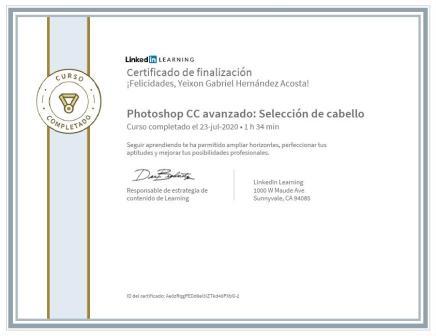 Linked in LEARNING
Certificado de finalización
¡Felicidades, Yeixon Gabriel Hernández Acosta!
CURSO
COMPLETADO
Photoshop CC avanzado: Selección de cabello
Curso completado el 23-jul-2020 • 1 h 34 min
Seguir aprendiendo te ha permitido ampliar horizontes, perfeccionar tus
aptitudes y mejorar tus posibilidades profesionales.
Responsable de estrategia de
contenido de Learning
LinkedIn Learning
1000 W Maude Ave
Sunnyvale, CA 94085
ID del certificado: